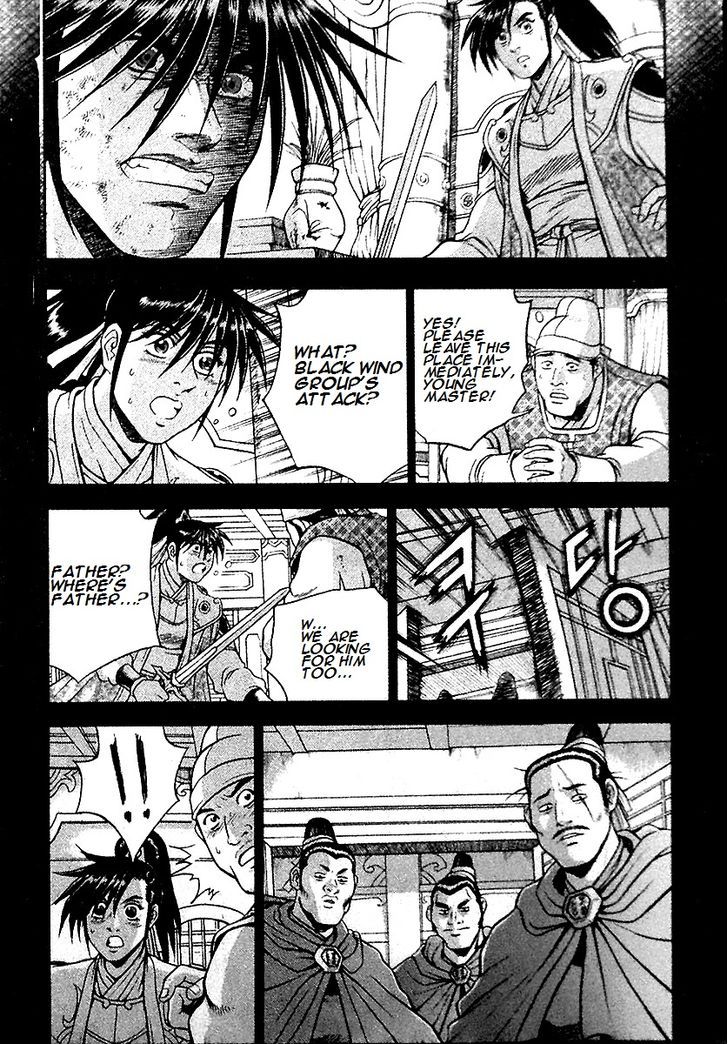 WHAT?
BLACK WIND
GROUP'S
ATTACK?
YES!
PLEASE
LEAVE THIS
PLACE IM-
MEDIATELY,
YOUNG
MASTER!
FATHER?
WHERE'S
FATHER...?
W...
WE ARE
LOOKING
FOR HIM
TOO...
당
!!